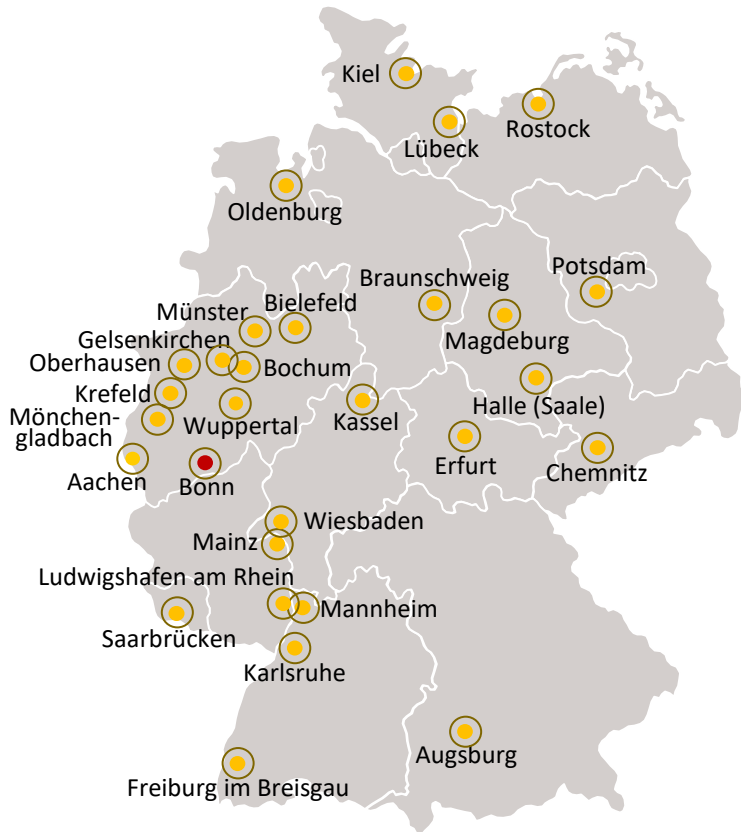 Kiel
Rostock
Lübeck
Oldenburg
Potsdam
Braunschweig
Bielefeld
Münster
Magdeburg
Gelsenkirchen
Oberhausen
Bochum
Krefeld
Halle (Saale)
Mönchen-
gladbach
Wuppertal
Kassel
Erfurt
Chemnitz
Aachen
Bonn
Wiesbaden
Mainz
Ludwigshafen am Rhein
Mannheim
Saarbrücken
Karlsruhe
Augsburg
Freiburg im Breisgau